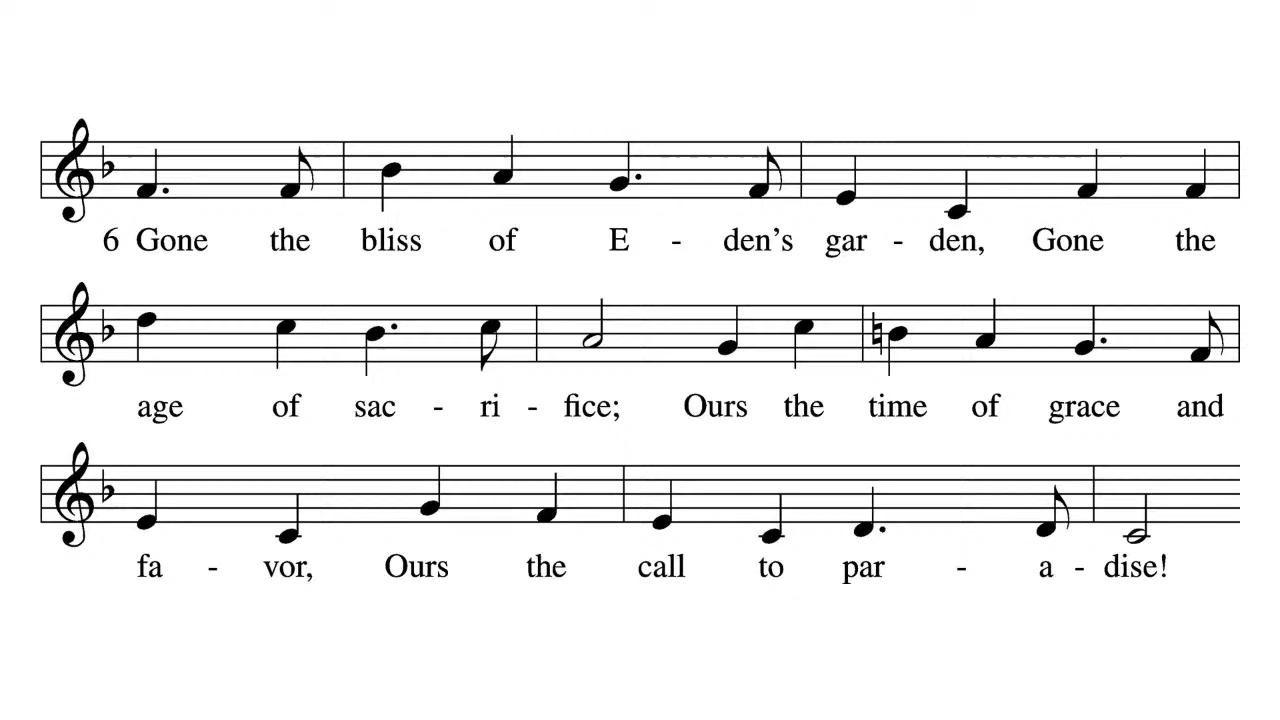 6 Gone the bliss of E - den’s gar - den, Gone the
age of sac - ri - fice; Ours the time of grace and
fa - vor, Ours the call to par - a - dise!